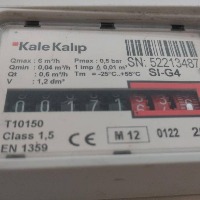 Kale Kalıp
Qmax : 6 m³/h Pmax : 0,5 bar
Qmin : 0,04 m³/h 1 imp ≙ 0,01 m³
Qt : 0,6 m³/h Tm = -25°C,+55°C
V : 1,2 dm³
SN: 52213487
SI-G4
00171
T10150
Class 1,5
EN 1359
M 12 0122